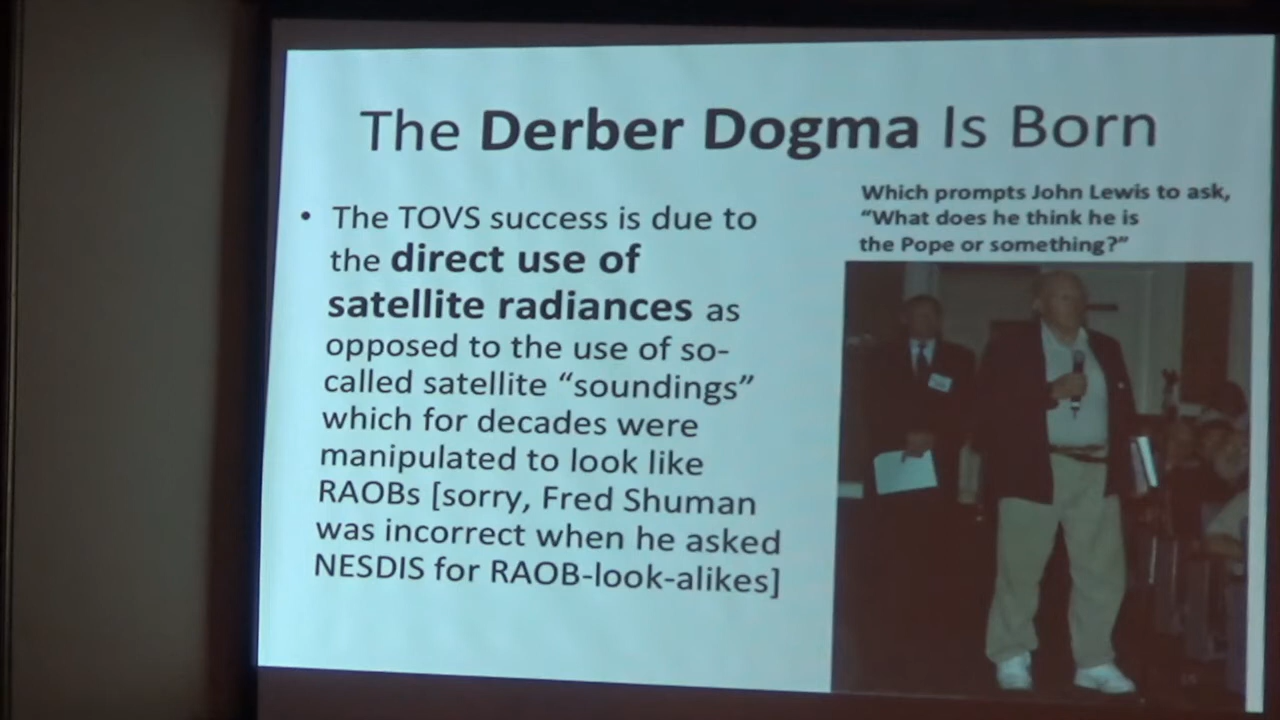 The Derber Dogma Is Born
Which prompts John Lewis to ask,
“What does he think he is
the Pope or something?”
• The TOVS success is due to
the direct use of
satellite radiances as
opposed to the use of so-
called satellite “soundings”
which for decades were
manipulated to look like
RAOBs [sorry, Fred Shuman
was incorrect when he asked
NESDIS for RAOB-look-alikes]